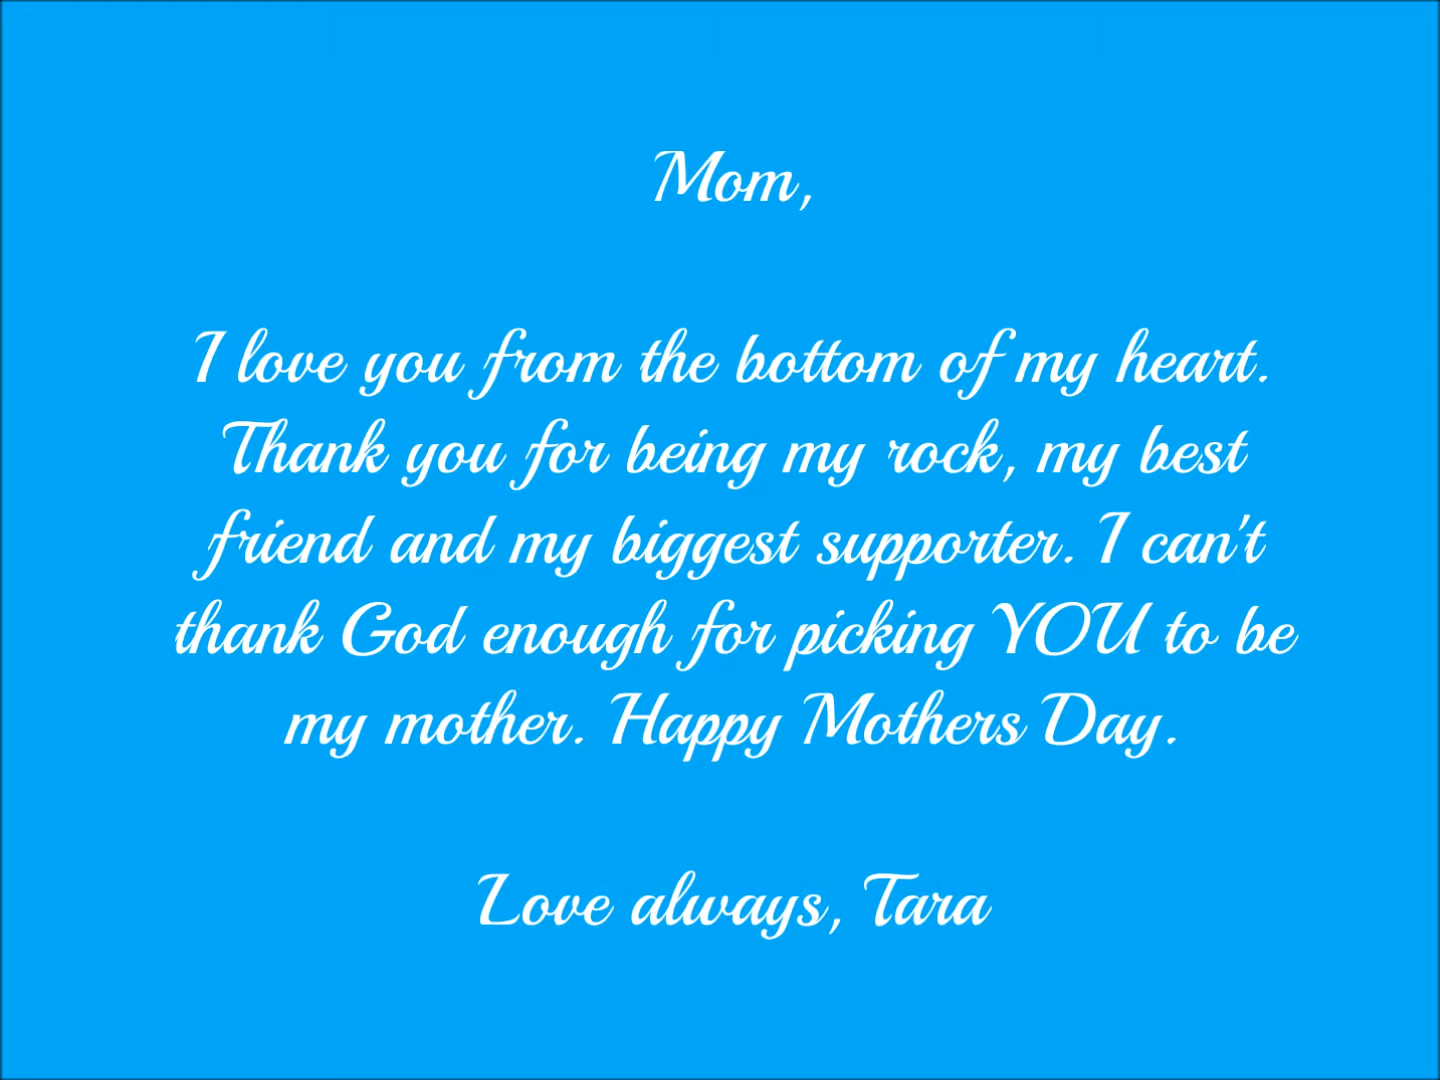 Mom,
I love you from the bottom of my heart.
Thank you for being my rock, my best
friend and my biggest supporter. I can't
thank God enough for picking YOU to be
my mother. Happy Mothers Day.
Love always, Tara